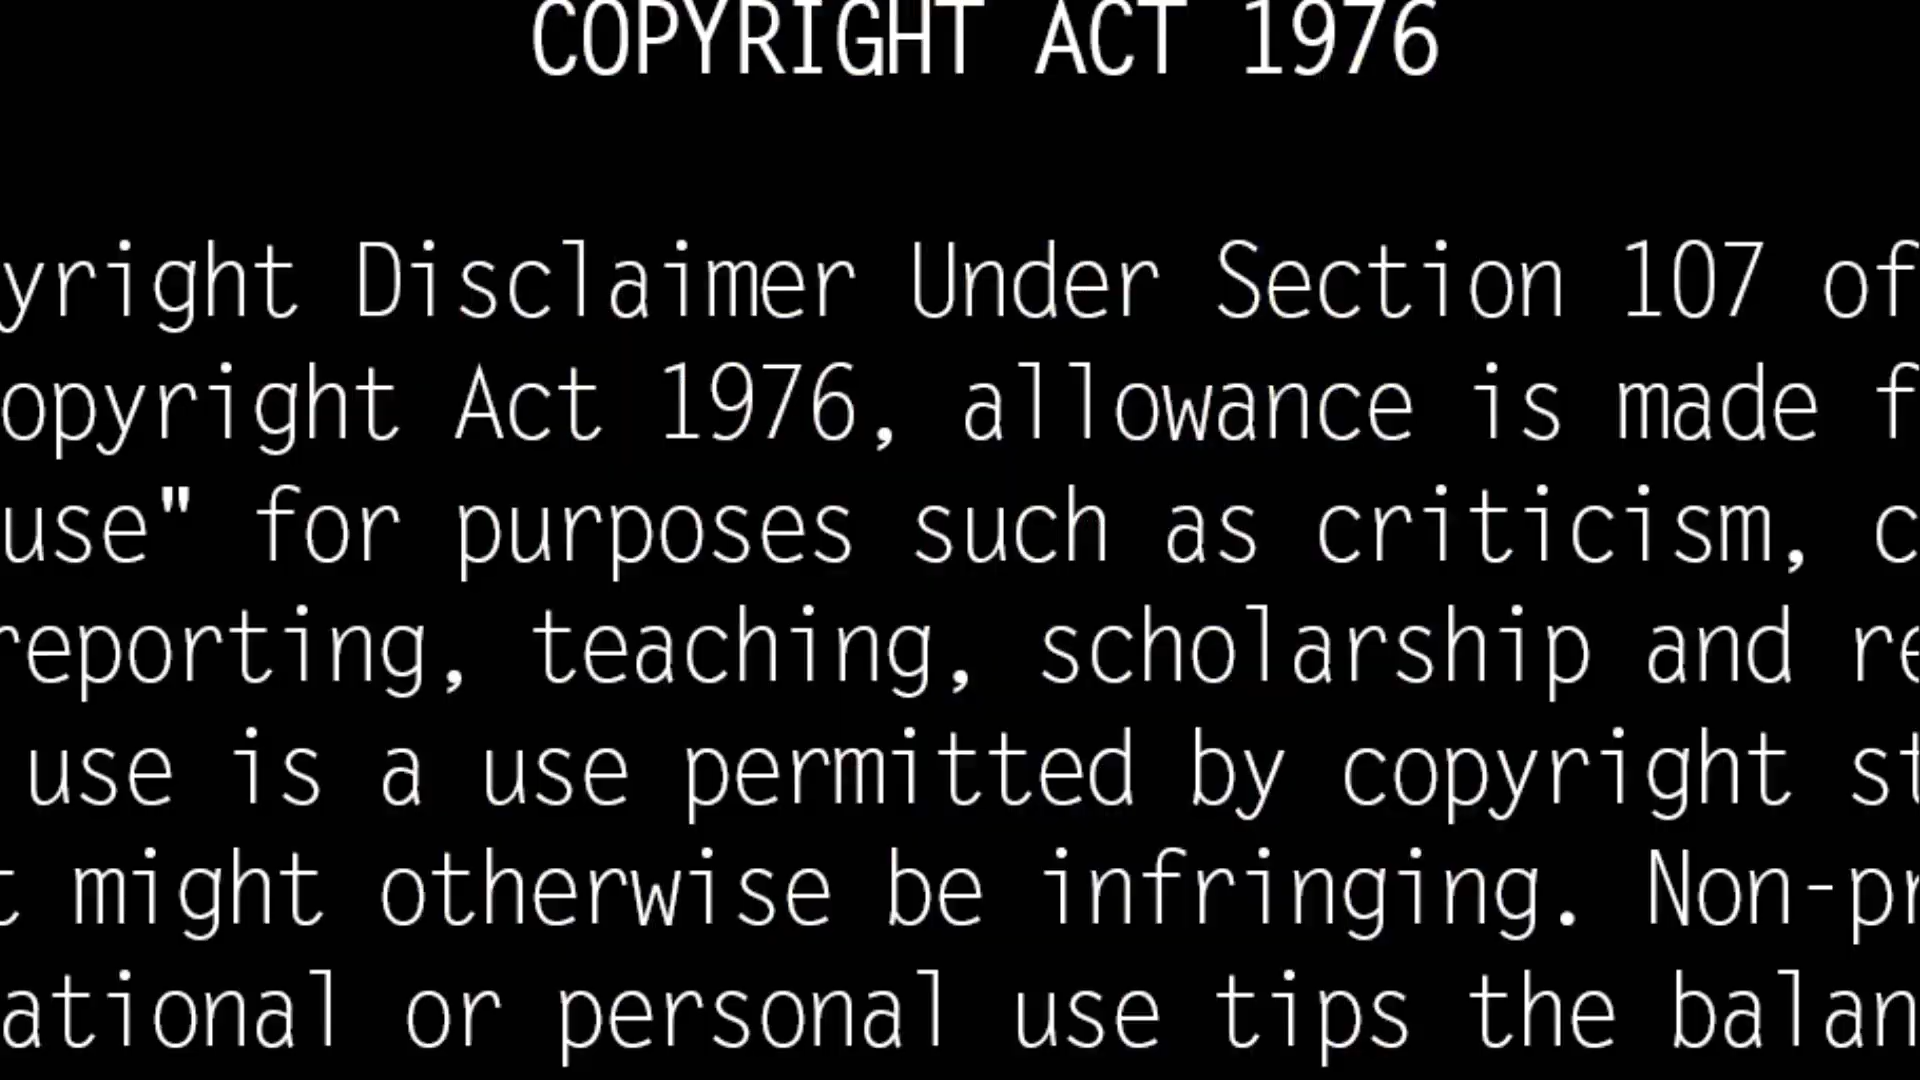 COPYRIGHT ACT 1976
yright Disclaimer Under Section 107 of
opyright Act 1976, allowance is made f
use" for purposes such as criticism, c
reporting, teaching, scholarship and re
use is a use permitted by copyright st
t might otherwise be infringing. Non-pr
ational or personal use tips the balan